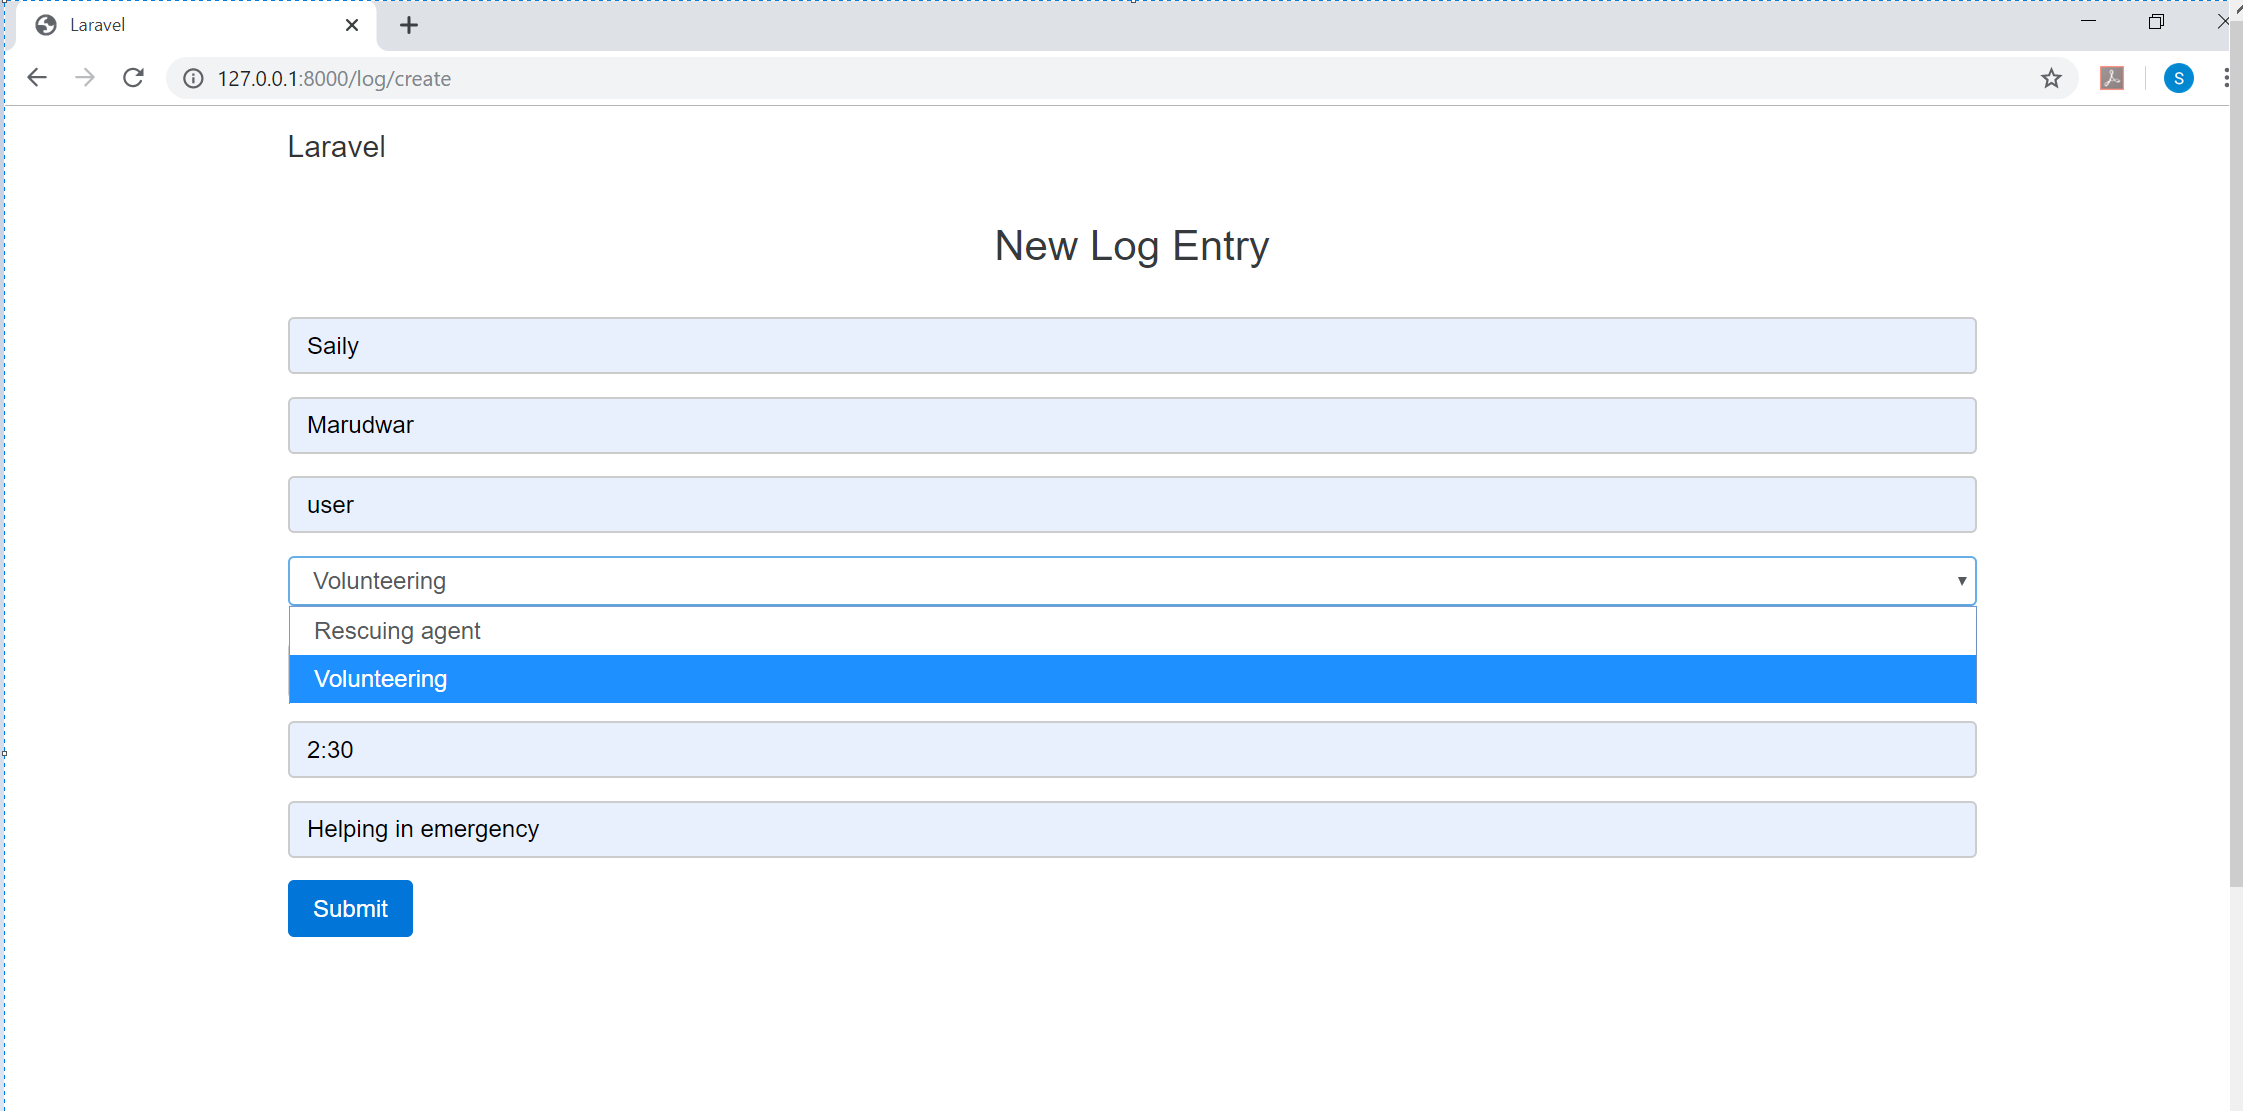 Laravel
127.0.0.1:8000/log/create
S
Laravel
New Log Entry
Saily
Marudwar
user
Volunteering
Rescuing agent
Volunteering
2:30
Helping in emergency
Submit